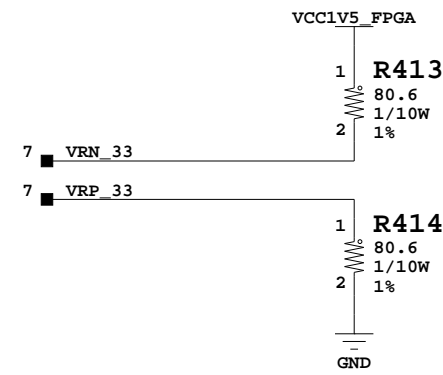 VCC1V5_FPGA
1 R413
80.6
1/10W
2 1%
7 VRN_33
7 VRP_33
1 R414
80.6
1/10W
2 1%
GND